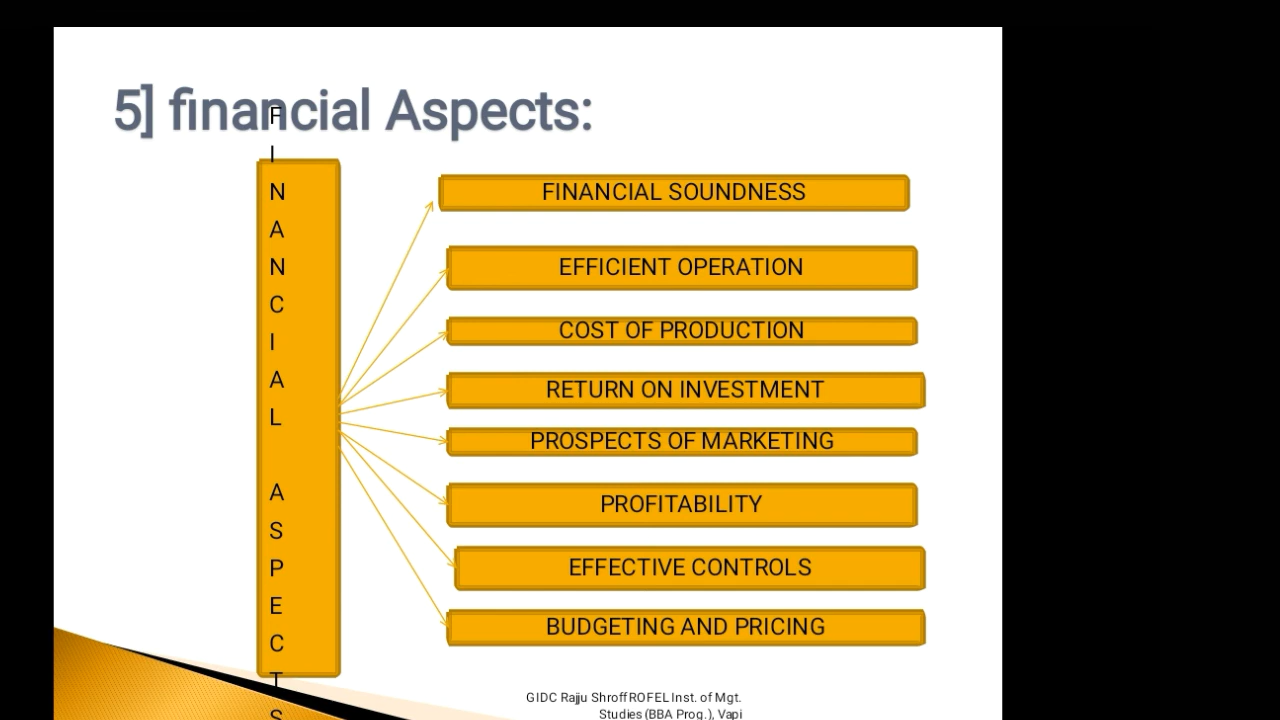 5] financial Aspects:
F
I
N
A
N
C
I
A
L
A
S
P
E
C
T
S
FINANCIAL SOUNDNESS
EFFICIENT OPERATION
COST OF PRODUCTION
RETURN ON INVESTMENT
PROSPECTS OF MARKETING
PROFITABILITY
EFFECTIVE CONTROLS
BUDGETING AND PRICING
GIDC Rajju Shroff ROFEL Inst. of Mgt.
Studies (BBA Prog.), Vapi